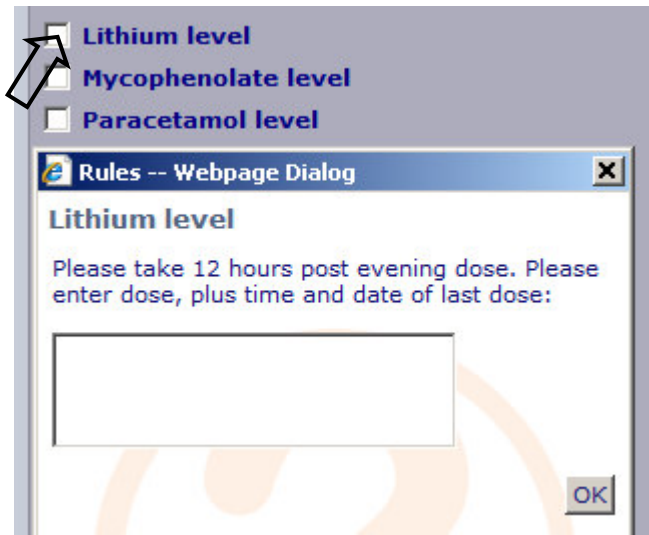 Lithium level
Mycophenolate level
Paracetamol level
Rules -- Webpage Dialog
Lithium level
Please take 12 hours post evening dose. Please
enter dose, plus time and date of last dose:
OK